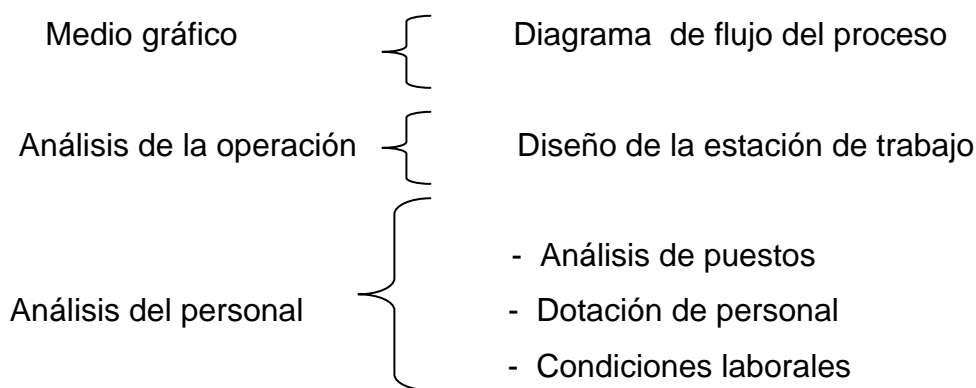 Medio gráfico
Diagrama de flujo del proceso
Análisis de la operación
Diseño de la estación de trabajo
Análisis del personal
- Análisis de puestos
- Dotación de personal
- Condiciones laborales